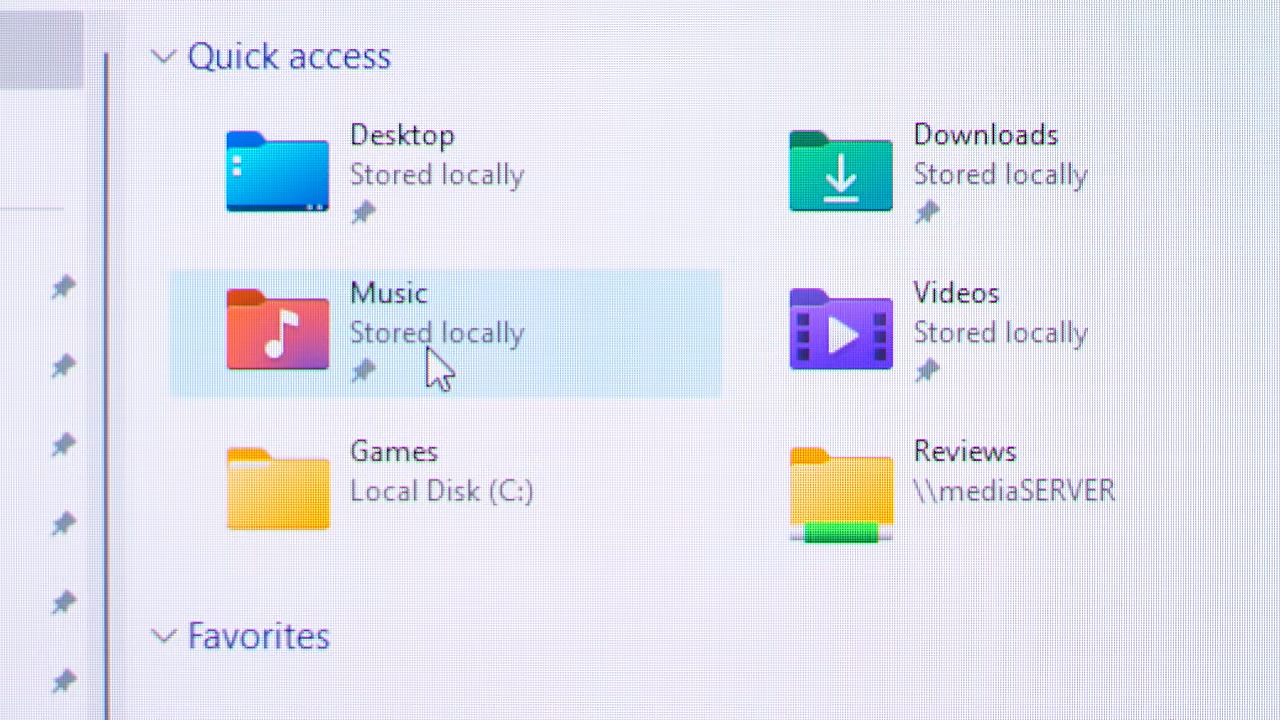 Quick access
Desktop
Stored locally
Downloads
Stored locally
Music
Stored locally
Videos
Stored locally
Games
Local Disk (C:)
Reviews
\\mediaSERVER
Favorites